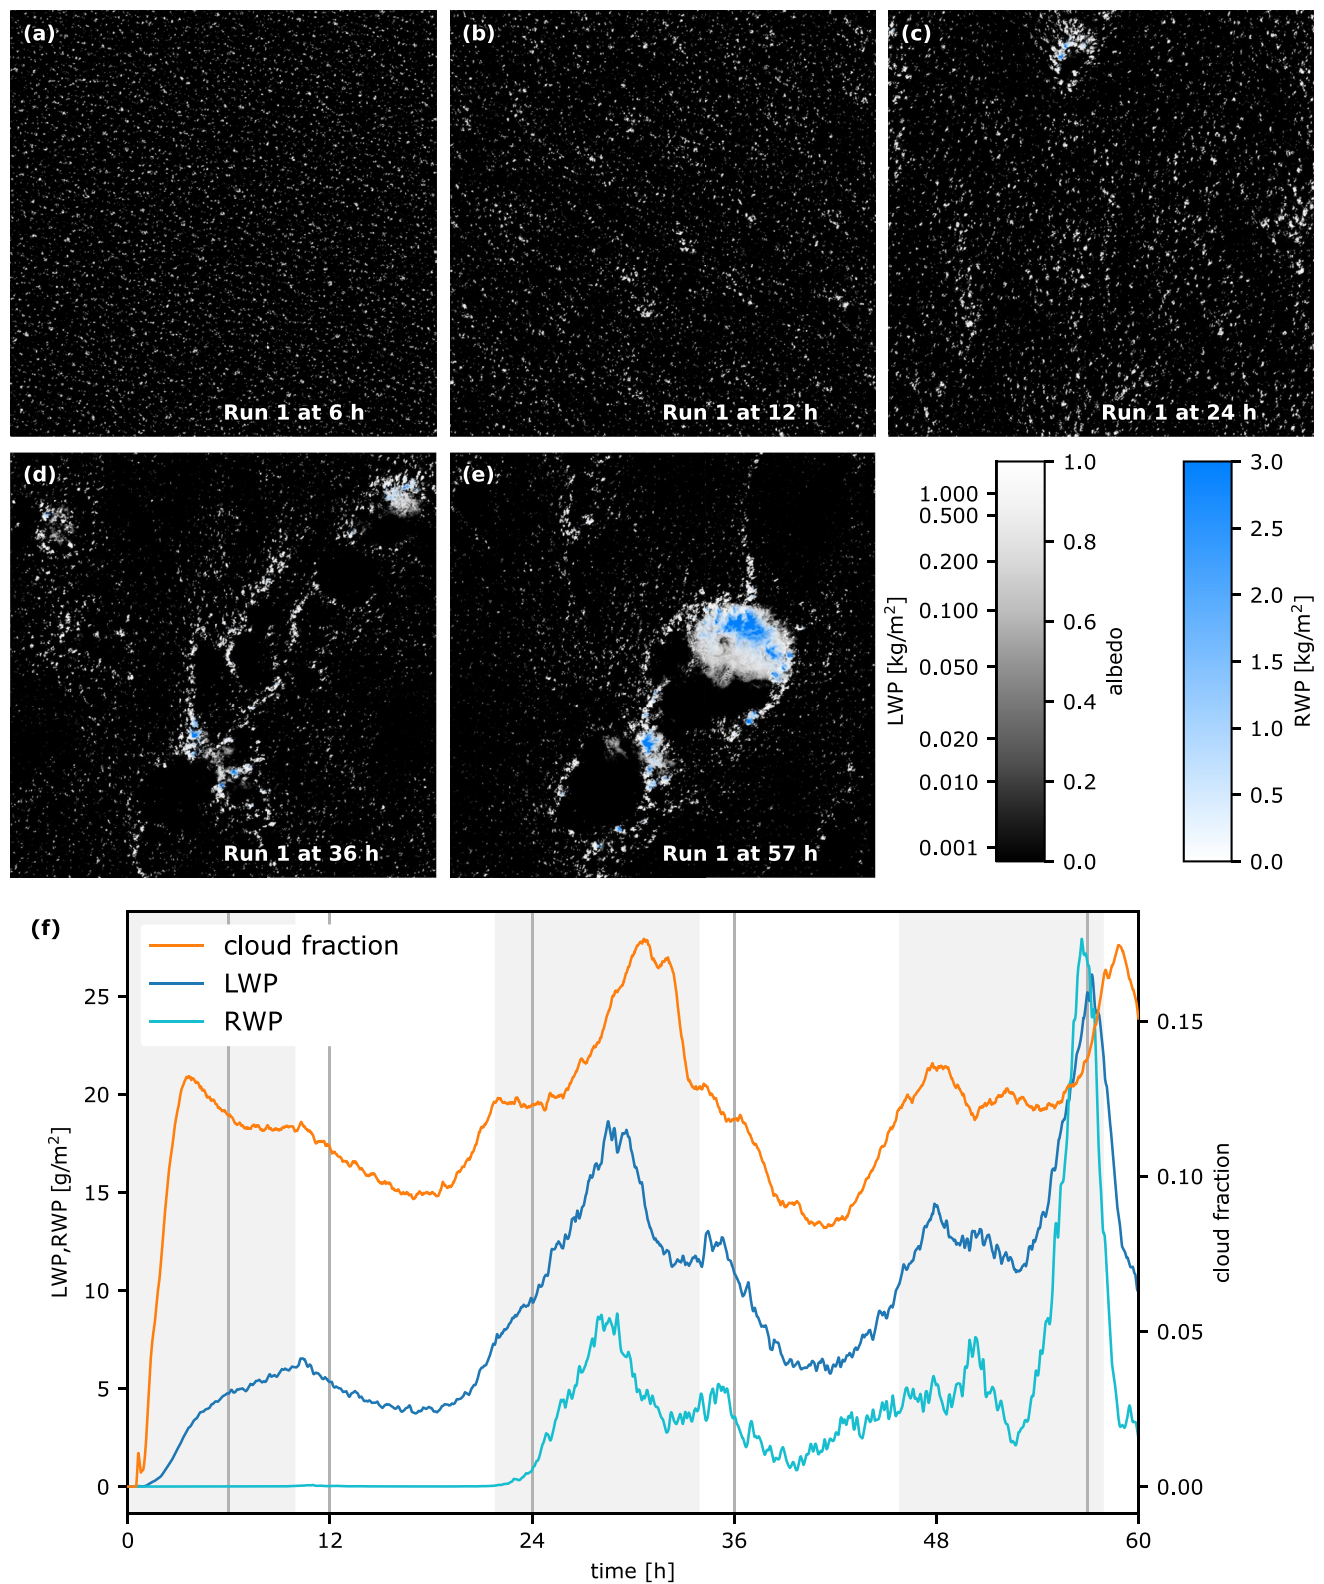 (a)
Run 1 at 6 h
(b)
Run 1 at 12 h
(c)
Run 1 at 24 h
(d)
Run 1 at 36 h
(e)
Run 1 at 57 h
LWP [kg/m²]
1.000
0.500
0.200
0.100
0.050
0.020
0.010
0.001
1.0
0.8
0.6
0.4
0.2
0.0
albedo
3.0
2.5
2.0
1.5
1.0
0.5
0.0
RWP [kg/m²]
(f)
cloud fraction
LWP
RWP
LWP,RWP [g/m²]
25
20
15
10
5
0
0.15
0.10
0.05
0.00
cloud fraction
0
12
24
36
48
60
time [h]